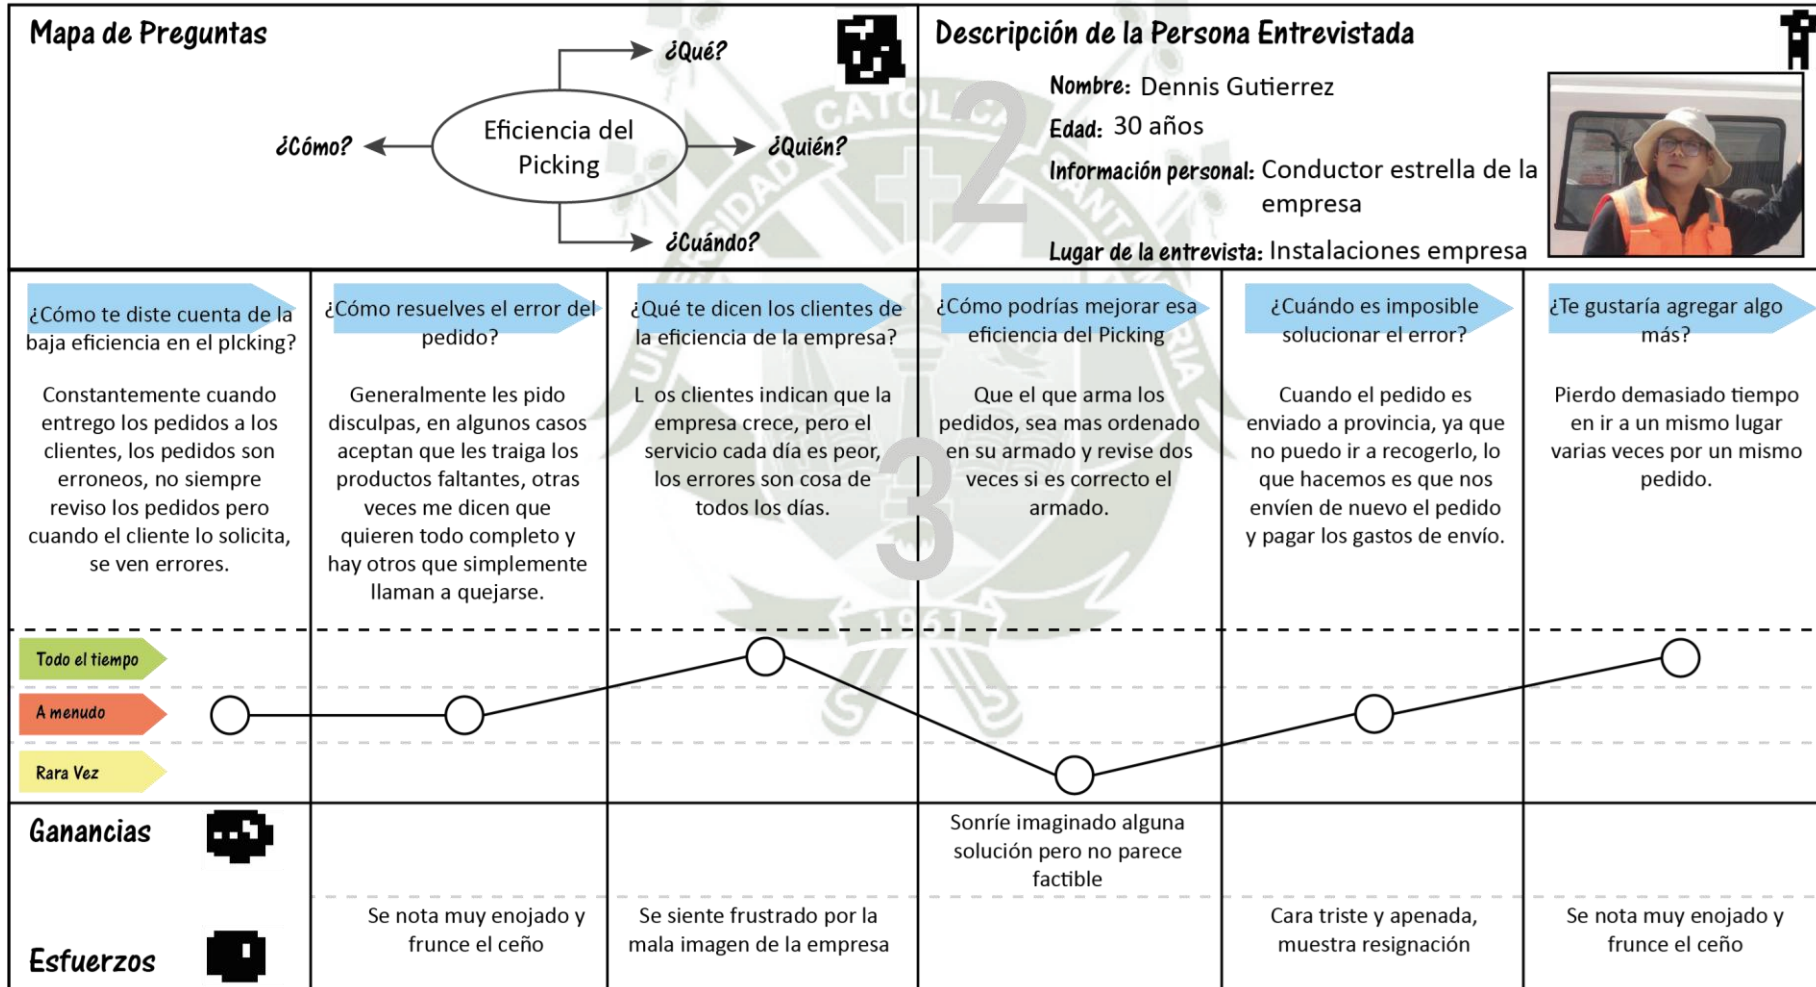 Mapa de Preguntas
¿Qué?
¿Cómo?
Eficiencia del
Picking
¿Quién?
¿Cuándo?
Descripción de la Persona Entrevistada
Nombre: Dennis Gutierrez
Edad: 30 años
Información personal: Conductor estrella de la
empresa
Lugar de la entrevista: Instalaciones empresa
¿Cómo te diste cuenta de la
baja eficiencia en el pIcking?
Constantemente cuando
entrego los pedidos a los
clientes, los pedidos son
erroneos, no siempre
reviso los pedidos pero
cuando el cliente lo solicita,
se ven errores.
¿Cómo resuelves el error del
pedido?
Generalmente les pido
disculpas, en algunos casos
aceptan que les traiga los
productos faltantes, otras
veces me dicen que
quieren todo completo y
hay otros que simplemente
llaman a quejarse.
¿Qué te dicen los clientes de
la eficiencia de la empresa?
L os clientes indican que la
empresa crece, pero el
servicio cada día es peor,
los errores son cosa de
todos los días.
¿Cómo podrías mejorar esa
eficiencia del Picking
Que el que arma los
pedidos, sea mas ordenado
en su armado y revise dos
veces si es correcto el
armado.
¿Cuándo es imposible
solucionar el error?
Cuando el pedido es
enviado a provincia, ya que
no puedo ir a recogerlo, lo
que hacemos es que nos
envíen de nuevo el pedido
y pagar los gastos de envío.
¿Te gustaría agregar algo
más?
Pierdo demasiado tiempo
en ir a un mismo lugar
varias veces por un mismo
pedido.
2
3
CATOLICA
UNIVERSIDAD
SANTA MARIA
1961
Todo el tiempo
A menudo
Rara Vez
Ganancias
Sonríe imaginado alguna
solución pero no parece
factible
Esfuerzos
Se nota muy enojado y
frunce el ceño
Se siente frustrado por la
mala imagen de la empresa
Cara triste y apenada,
muestra resignación
Se nota muy enojado y
frunce el ceño